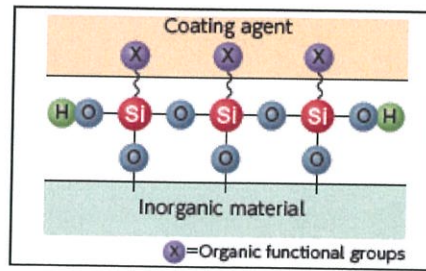 Coating agent
X X X
H O Si O Si O Si O H
O O O
Inorganic material
X =Organic functional groups